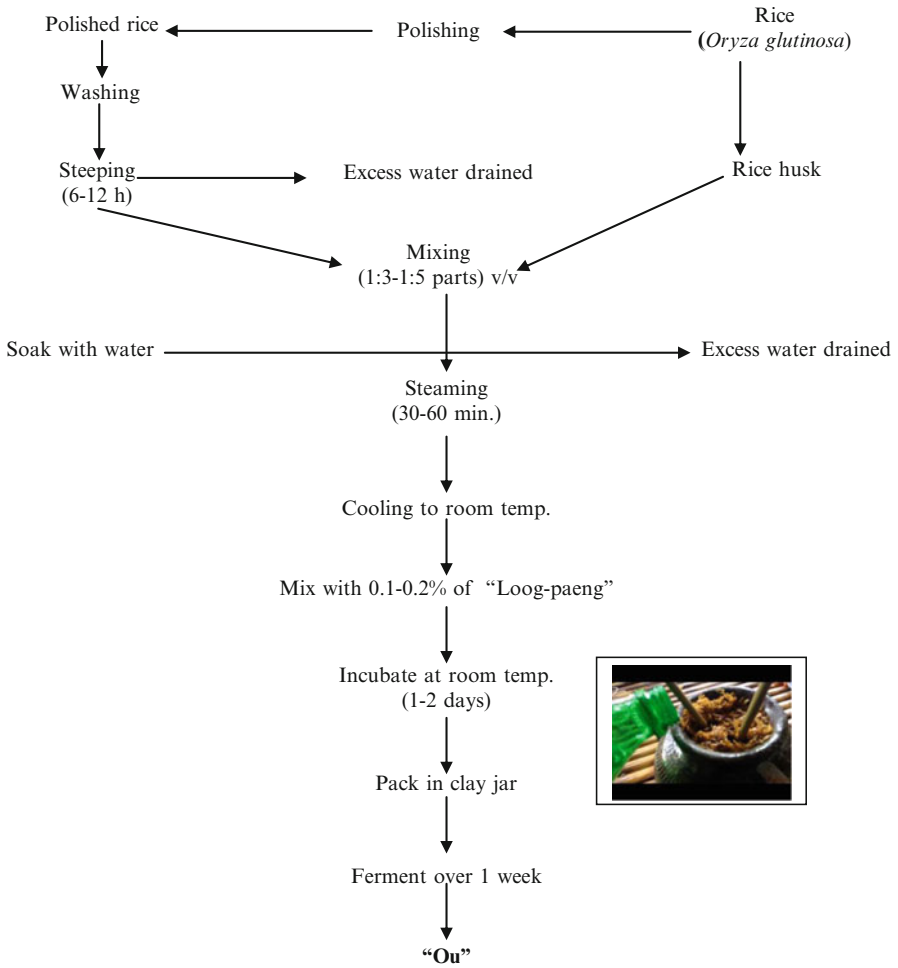 Polished rice
Polishing
Rice
(Oryza glutinosa)
Washing
Steeping
(6-12 h)
Excess water drained
Rice husk
Mixing
(1:3-1:5 parts) v/v
Soak with water
Excess water drained
Steaming
(30-60 min.)
Cooling to room temp.
Mix with 0.1-0.2% of “Loog-paeng”
Incubate at room temp.
(1-2 days)
Pack in clay jar
Ferment over 1 week
“Ou”